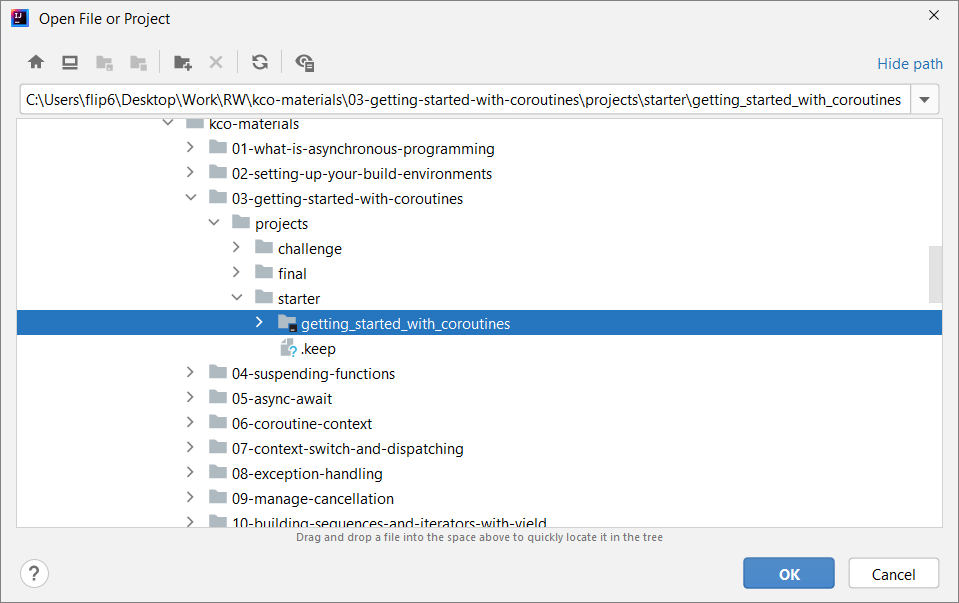 Open File or Project
Hide path
C:\Users\flip6\Desktop\Work\RW\kco-materials\03-getting-started-with-coroutines\projects\starter\getting_started_with_coroutines
kco-materials
01-what-is-asynchronous-programming
02-setting-up-your-build-environments
03-getting-started-with-coroutines
projects
challenge
final
starter
getting_started_with_coroutines
.keep
04-suspending-functions
05-async-await
06-coroutine-context
07-context-switch-and-dispatching
08-exception-handling
09-manage-cancellation
10-building-sequences-and-iterators-with-yield
Drag and drop a file into the space above to quickly locate it in the tree
?
OK
Cancel